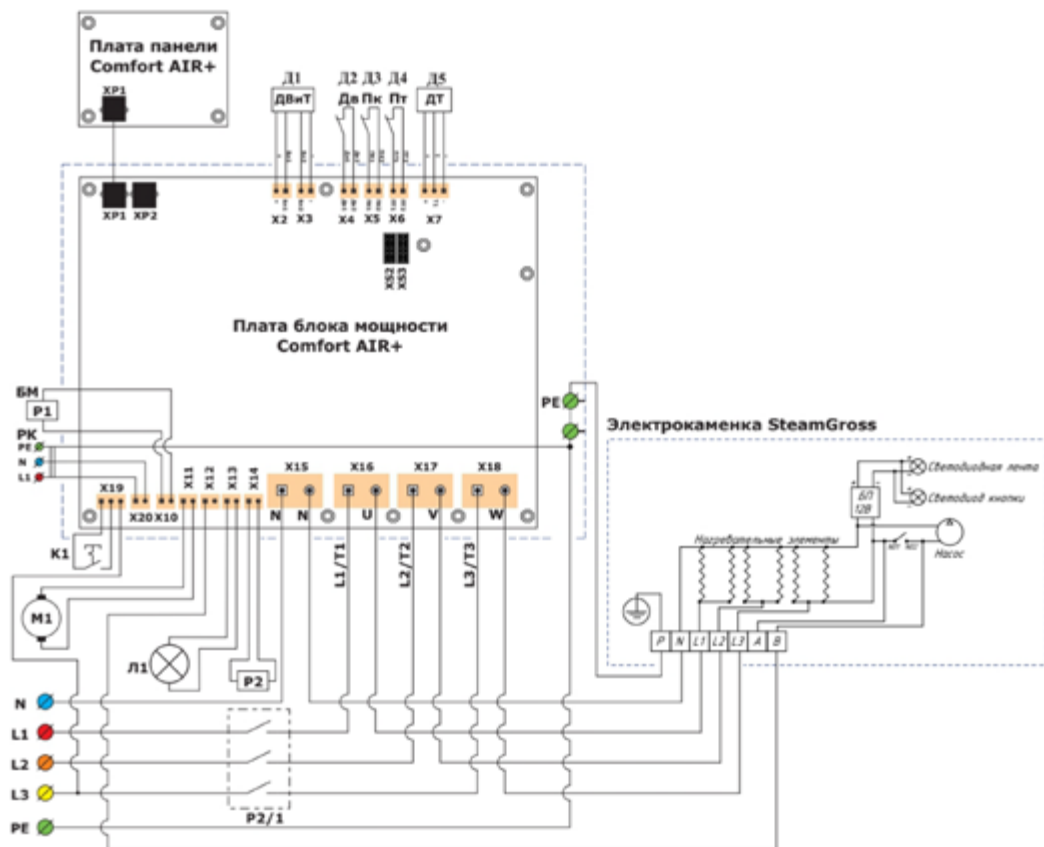 Плата панели
Comfort AIR+
XP1
Д1
Д2
Д3
Д4
Д5
ДВиТ
Дв
Пк
Пт
ДТ
XP1
XP2
X2
X3
X4
X5
X6
X7
XS2
XS3
Плата блока мощности
Comfort AIR+
БМ
P1
РК
PE
N
L1
PE
X19
X20
X10
X11
X12
X13
X14
X15
X16
X17
X18
N
N
U
V
W
K1
L1/T1
L2/T2
L3/T3
M1
Л1
P2
N
L1
L2
L3
PE
P2/1
Электрокаменка SteamGross
Светодиодная лента
Светодиод кнопки
БП
12В
Нагревательные элементы
Насос
P
N
L1
L2
L3
A
B